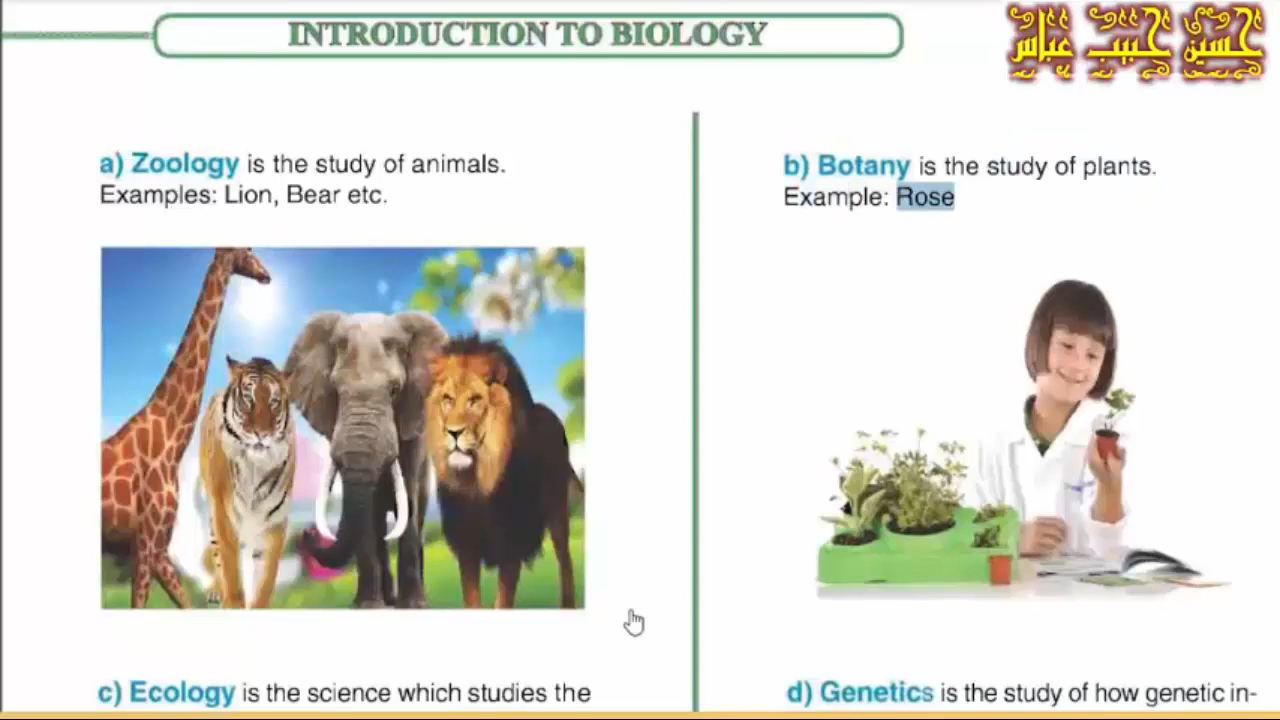 INTRODUCTION TO BIOLOGY
حسين حبيب عباس
a) Zoology is the study of animals.
Examples: Lion, Bear etc.
b) Botany is the study of plants.
Example: Rose
c) Ecology is the science which studies the
d) Genetics is the study of how genetic in-